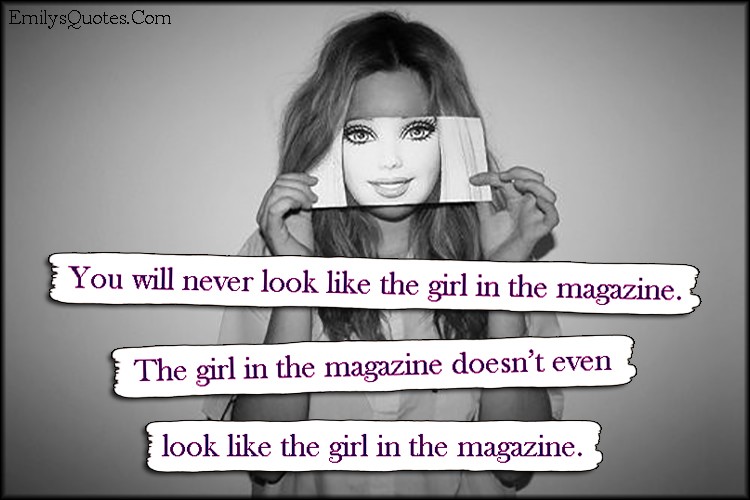 EmilysQuotes.Com
You will never look like the girl in the magazine.
The girl in the magazine doesn't even
look like the girl in the magazine.